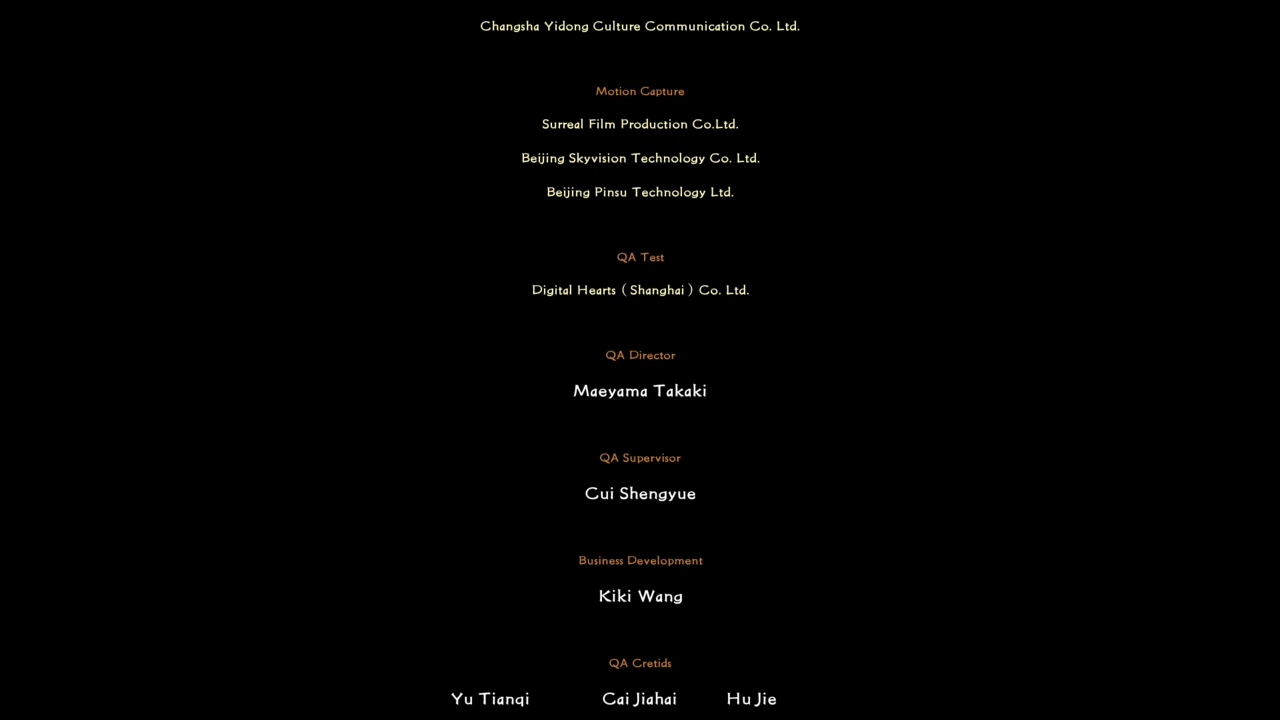 Changsha Yidong Culture Communication Co. Ltd.
Motion Capture
Surreal Film Production Co.Ltd.
Beijing Skyvision Technology Co. Ltd.
Beijing Pinsu Technology Ltd.
QA Test
Digital Hearts（Shanghai）Co. Ltd.
QA Director
Maeyama Takaki
QA Supervisor
Cui Shengyue
Business Development
Kiki Wang
QA Cretids
Yu Tianqi Cai Jiahai Hu Jie